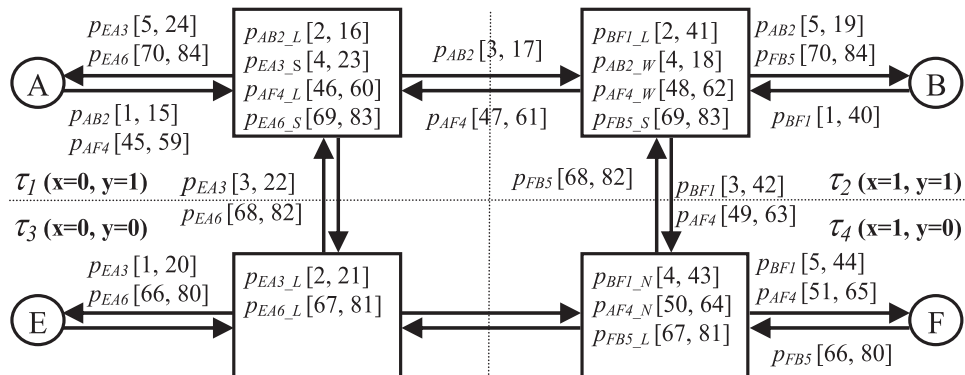 p_EA3 [5, 24]
p_EA6 [70, 84]
A
p_AB2 [1, 15]
p_AF4 [45, 59]
p_AB2_L [2, 16]
p_EA3_S [4, 23]
p_AF4_L [46, 60]
p_EA6_S [69, 83]
p_AB2 [3, 17]
p_AF4 [47, 61]
p_BF1_L [2, 41]
p_AB2_W [4, 18]
p_AF4_W [48, 62]
p_FB5_S [69, 83]
p_AB2 [5, 19]
p_FB5 [70, 84]
B
p_BF1 [1, 40]
τ1 (x=0, y=1)
p_EA3 [3, 22]
p_EA6 [68, 82]
p_FB5 [68, 82]
p_BF1 [3, 42]
p_AF4 [49, 63]
τ2 (x=1, y=1)
τ3 (x=0, y=0)
τ4 (x=1, y=0)
p_EA3 [1, 20]
p_EA6 [66, 80]
E
p_EA3_L [2, 21]
p_EA6_L [67, 81]
p_BF1_N [4, 43]
p_AF4_N [50, 64]
p_FB5_L [67, 81]
p_BF1 [5, 44]
p_AF4 [51, 65]
F
p_FB5 [66, 80]